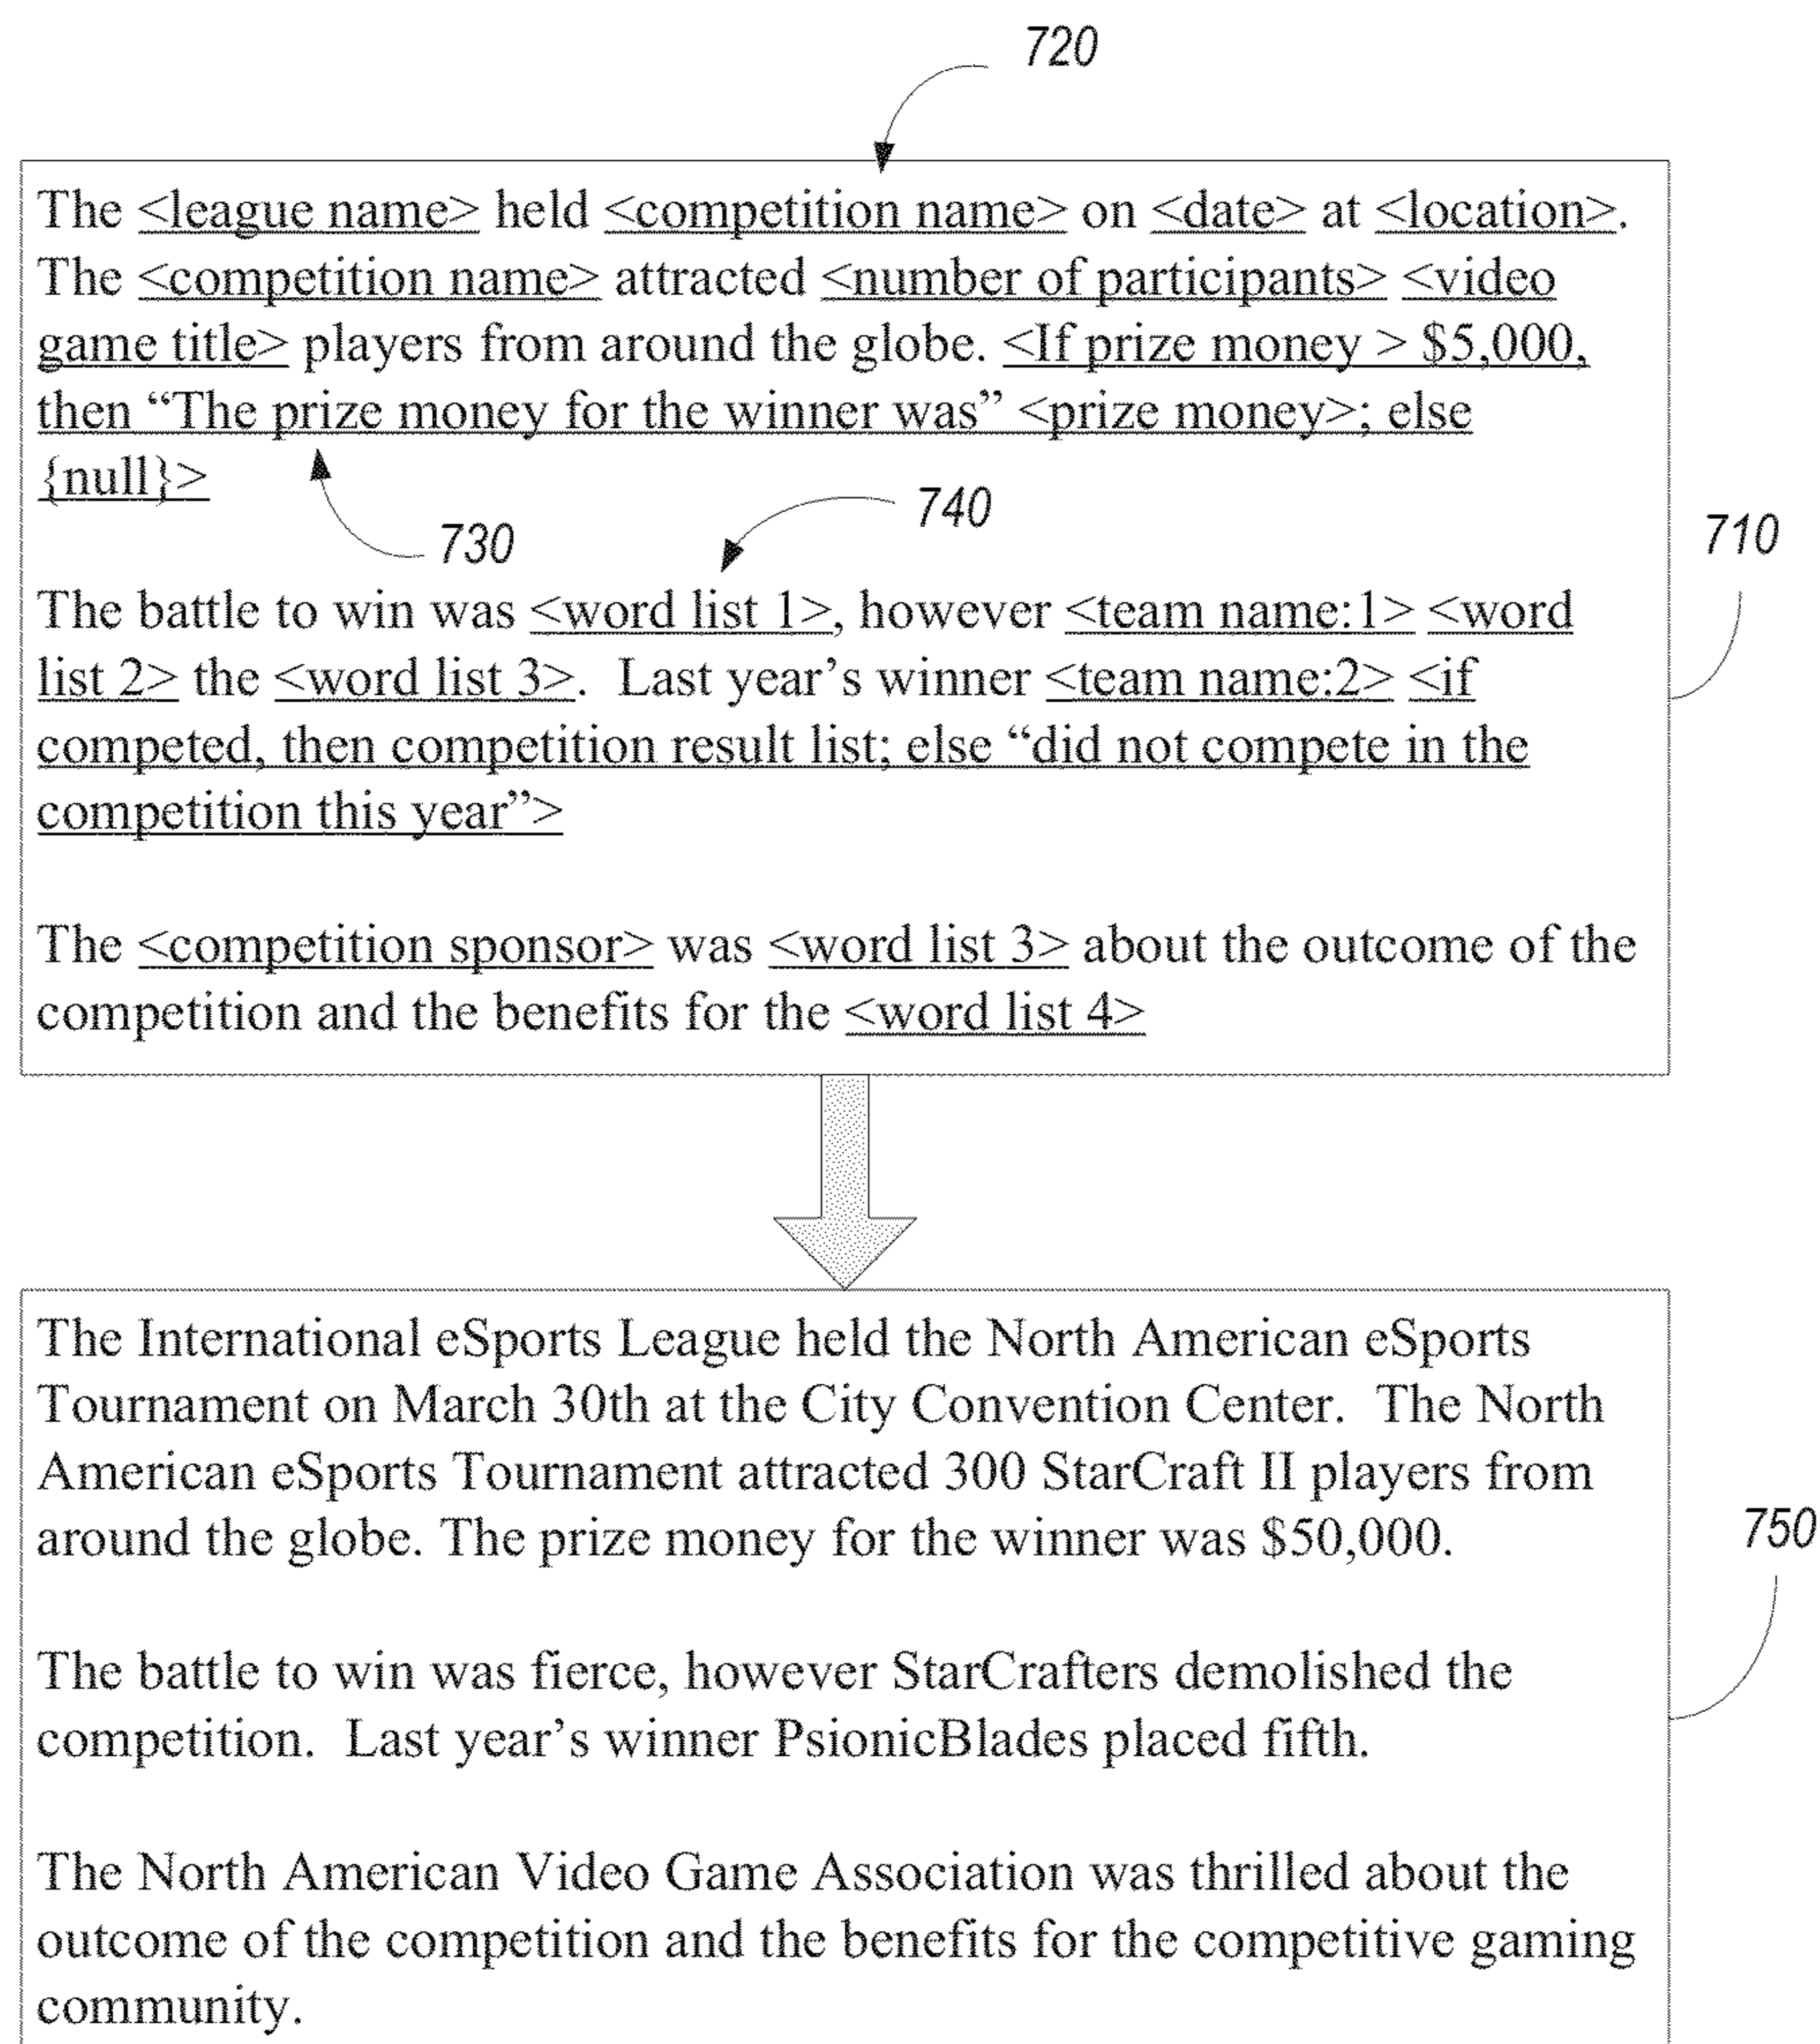 720
The <league name> held <competition name> on <date> at <location>.
The <competition name> attracted <number of participants> <video
game title> players from around the globe. <If prize money > $5,000,
then “The prize money for the winner was” <prize money>; else
{null}>
740
730
710
The battle to win was <word list 1>, however <team name:1> <word
list 2> the <word list 3>.  Last year’s winner <team name:2> <if
competed, then competition result list; else “did not compete in the
competition this year”>
The <competition sponsor> was <word list 3> about the outcome of the
competition and the benefits for the <word list 4>
The International eSports League held the North American eSports
Tournament on March 30th at the City Convention Center.  The North
American eSports Tournament attracted 300 StarCraft II players from
around the globe. The prize money for the winner was $50,000.
750
The battle to win was fierce, however StarCrafters demolished the
competition.  Last year’s winner PsionicBlades placed fifth.
The North American Video Game Association was thrilled about the
outcome of the competition and the benefits for the competitive gaming
community.